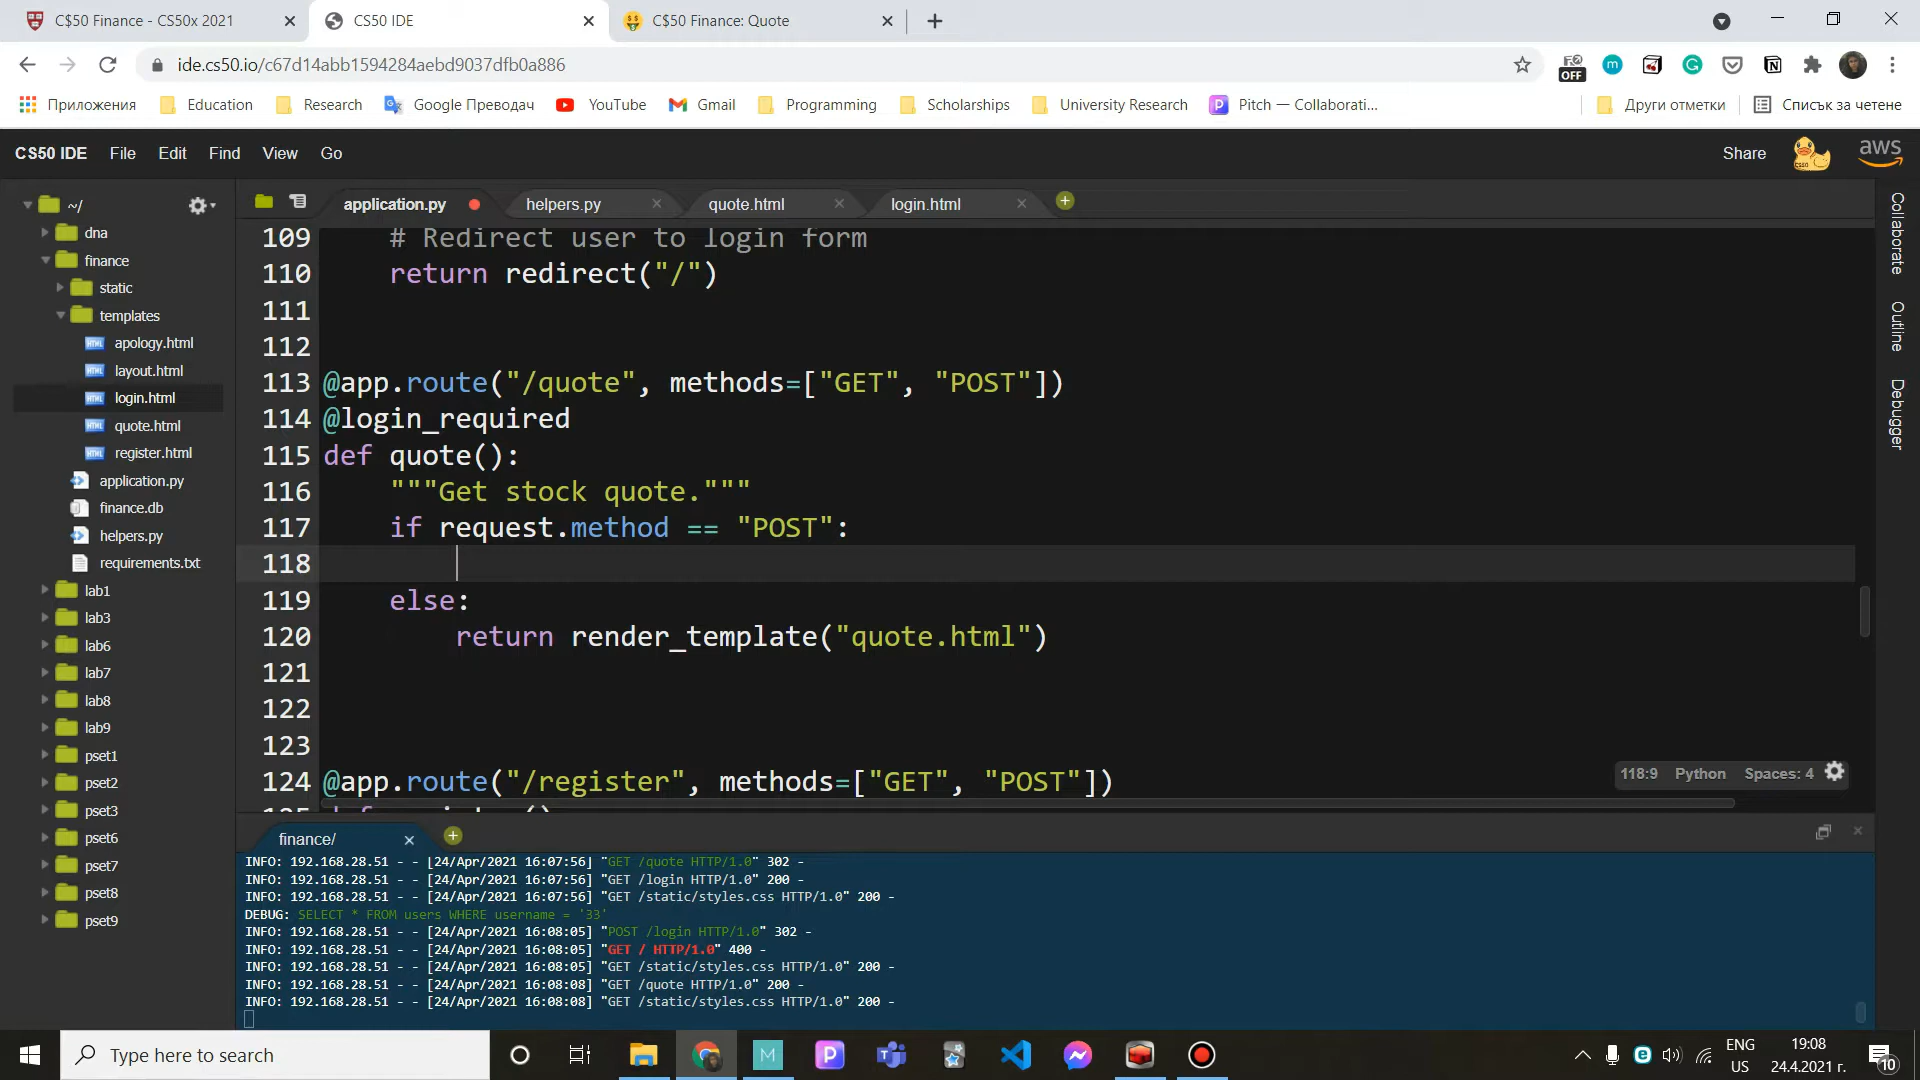 C$50 Finance - CS50x 2021
CS50 IDE
C$50 Finance: Quote
ide.cs50.io/c67d14abb1594284aebd9037dfb0a886
OFF
Приложения
Education
Research
Google Преводач
YouTube
Gmail
Programming
Scholarships
University Research
Pitch — Collaborati...
Други отметки
Списък за четене
CS50 IDE File Edit Find View Go
Share
aws
~/
dna
finance
static
templates
apology.html
layout.html
login.html
quote.html
register.html
application.py
finance.db
helpers.py
requirements.txt
lab1
lab3
lab6
lab7
lab8
lab9
pset1
pset2
pset3
pset6
pset7
pset8
pset9
application.py
helpers.py
quote.html
login.html
109 # Redirect user to login form
110 return redirect("/")
111
112
113 @app.route("/quote", methods=["GET", "POST"])
114 @login_required
115 def quote():
116 """Get stock quote."""
117 if request.method == "POST":
118
119 else:
120 return render_template("quote.html")
121
122
123
124 @app.route("/register", methods=["GET", "POST"])
118:9 Python Spaces: 4
Collaborate
Outline
Debugger
finance/
INFO: 192.168.28.51 - - [24/Apr/2021 16:07:56] "GET /quote HTTP/1.0" 302 -
INFO: 192.168.28.51 - - [24/Apr/2021 16:07:56] "GET /login HTTP/1.0" 200 -
INFO: 192.168.28.51 - - [24/Apr/2021 16:07:56] "GET /static/styles.css HTTP/1.0" 200 -
DEBUG: SELECT * FROM users WHERE username = '33'
INFO: 192.168.28.51 - - [24/Apr/2021 16:08:05] "POST /login HTTP/1.0" 302 -
INFO: 192.168.28.51 - - [24/Apr/2021 16:08:05] "GET / HTTP/1.0" 400 -
INFO: 192.168.28.51 - - [24/Apr/2021 16:08:05] "GET /static/styles.css HTTP/1.0" 200 -
INFO: 192.168.28.51 - - [24/Apr/2021 16:08:08] "GET /quote HTTP/1.0" 200 -
INFO: 192.168.28.51 - - [24/Apr/2021 16:08:08] "GET /static/styles.css HTTP/1.0" 200 -
Type here to search
ENG
US
19:08
24.4.2021 г.
10